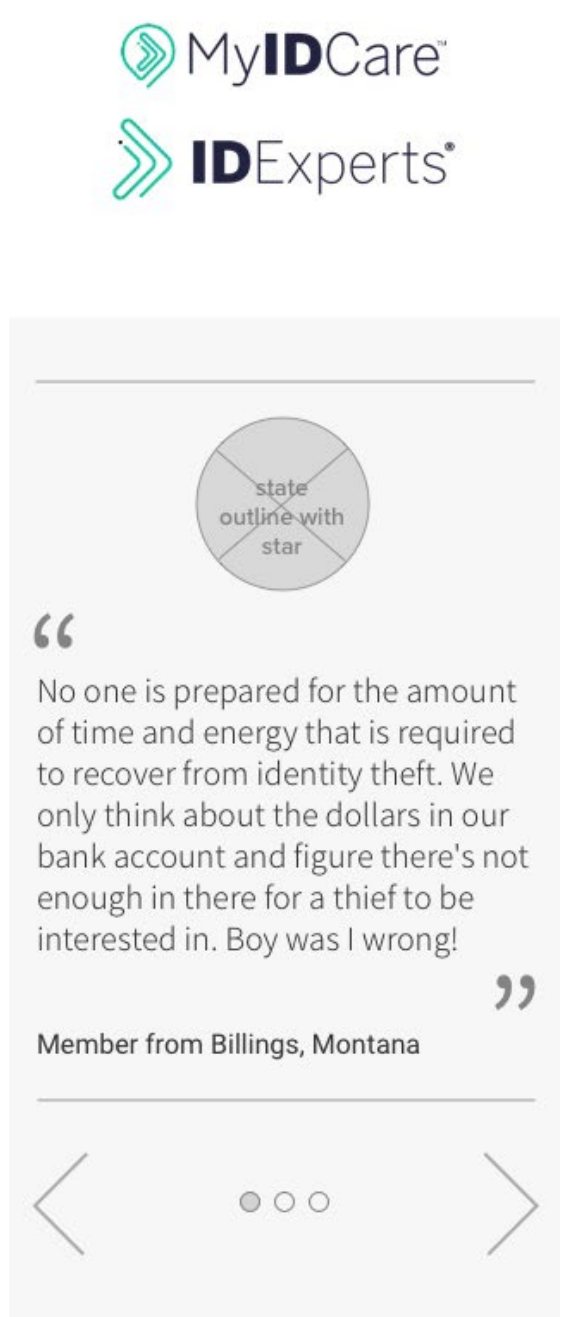 MyIDCare™
IDExperts®
state
outline with
star
“
No one is prepared for the amount
of time and energy that is required
to recover from identity theft. We
only think about the dollars in our
bank account and figure there's not
enough in there for a thief to be
interested in. Boy was I wrong!
”
Member from Billings, Montana